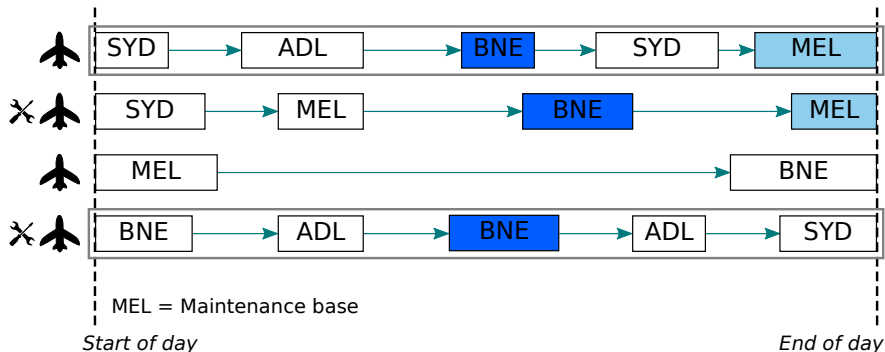 SYD ADL BNE SYD MEL
SYD MEL BNE MEL
MEL BNE
BNE ADL BNE ADL SYD
MEL = Maintenance base
Start of day End of day